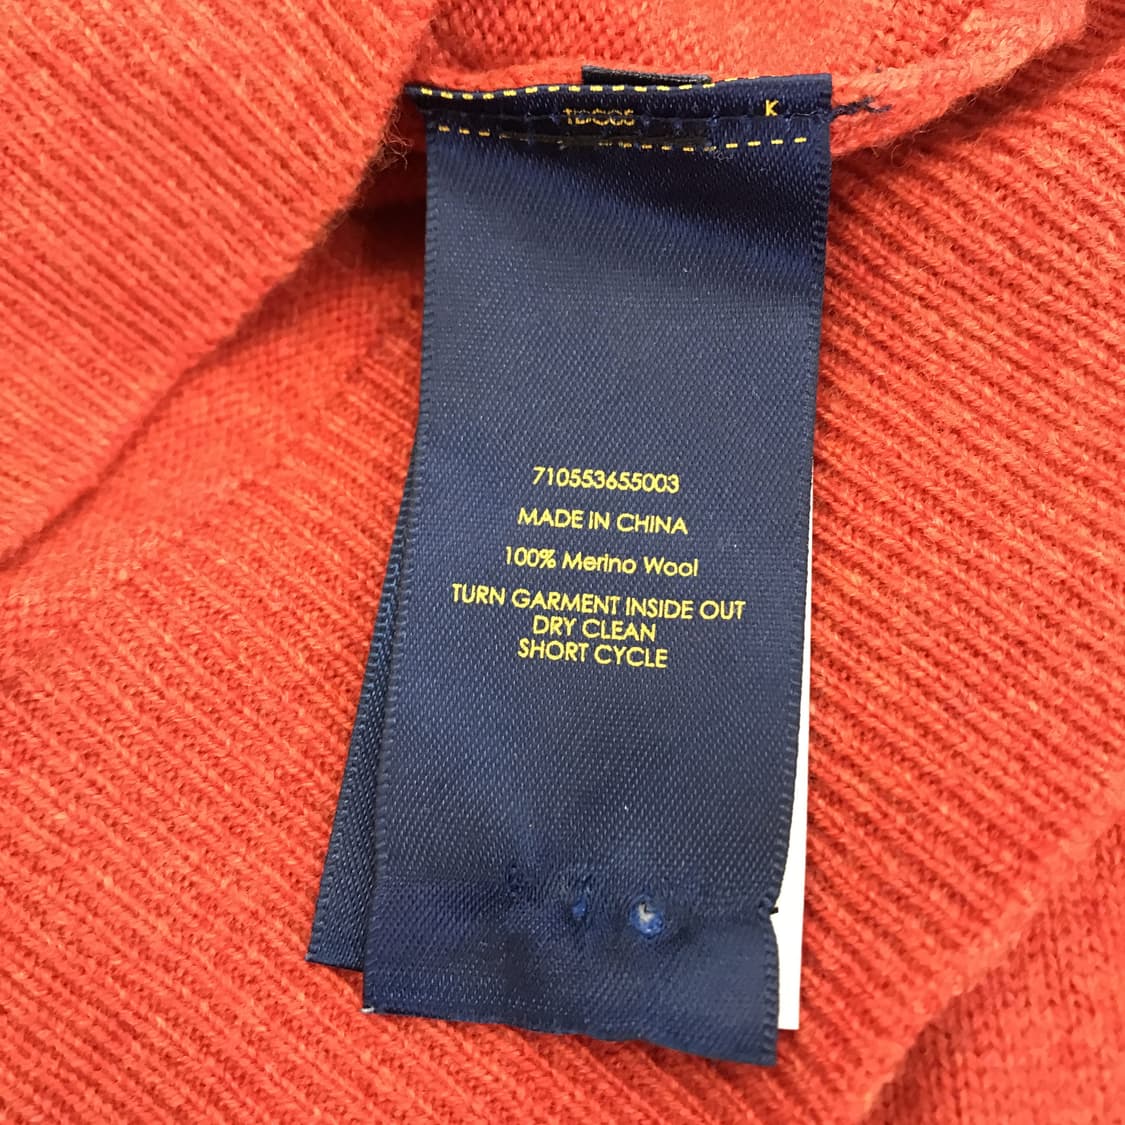 K
710553655003
MADE IN CHINA
100% Merino Wool
TURN GARMENT INSIDE OUT
DRY CLEAN
SHORT CYCLE